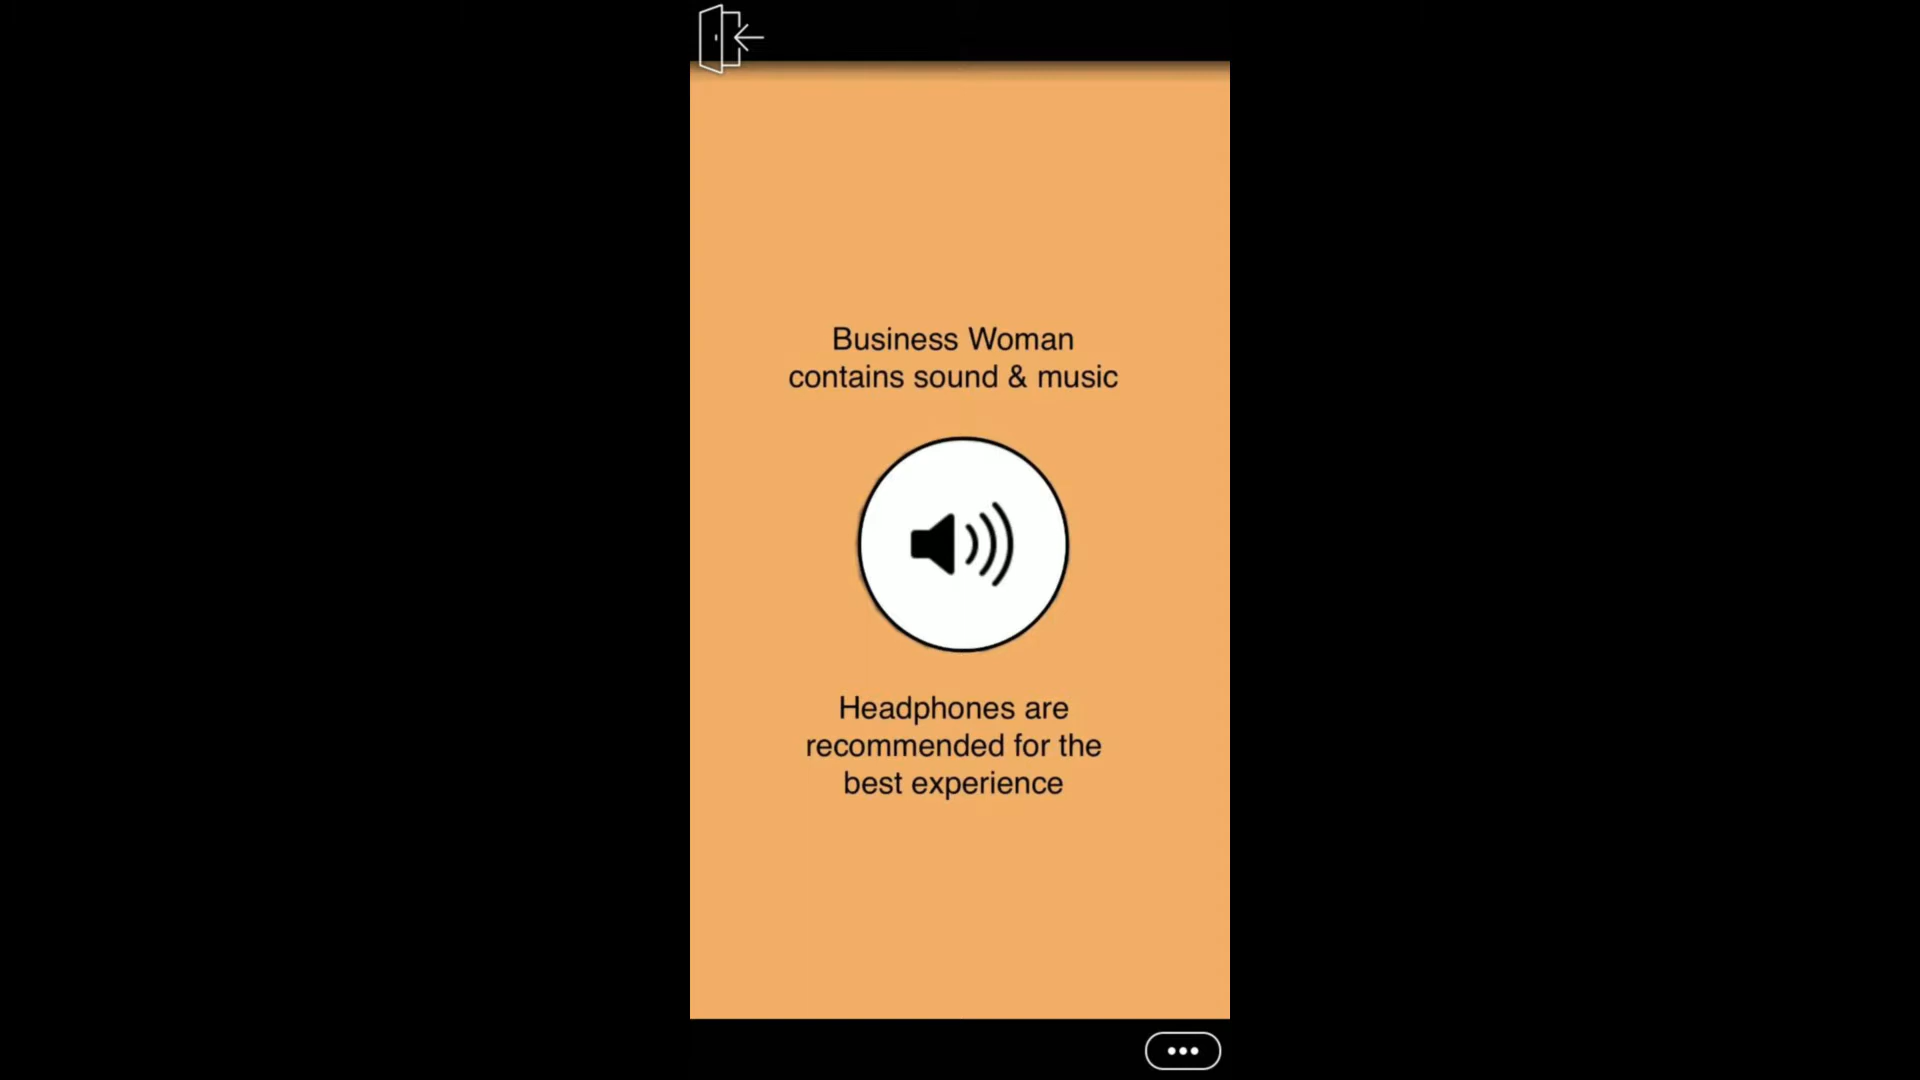 Business Woman
contains sound & music
Headphones are
recommended for the
best experience